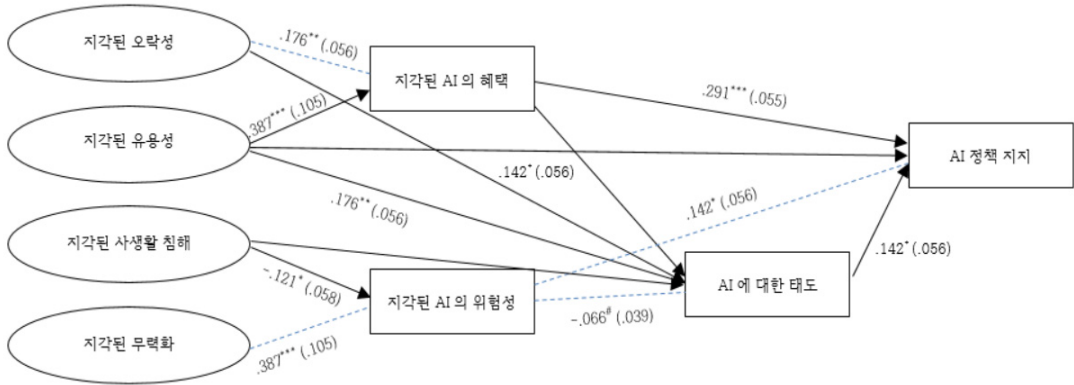 지각된 오락성
.176** (.056)
지각된 AI 의 혜택
.387*** (.105)
.291*** (.055)
지각된 유용성
AI 정책 지지
.142* (.056)
.176** (.056)
.142* (.056)
지각된 사생활 침해
-.121* (.058)
지각된 AI 의 위험성
AI 에 대한 태도
.142* (.056)
-.066# (.039)
지각된 무력화
.387*** (.105)